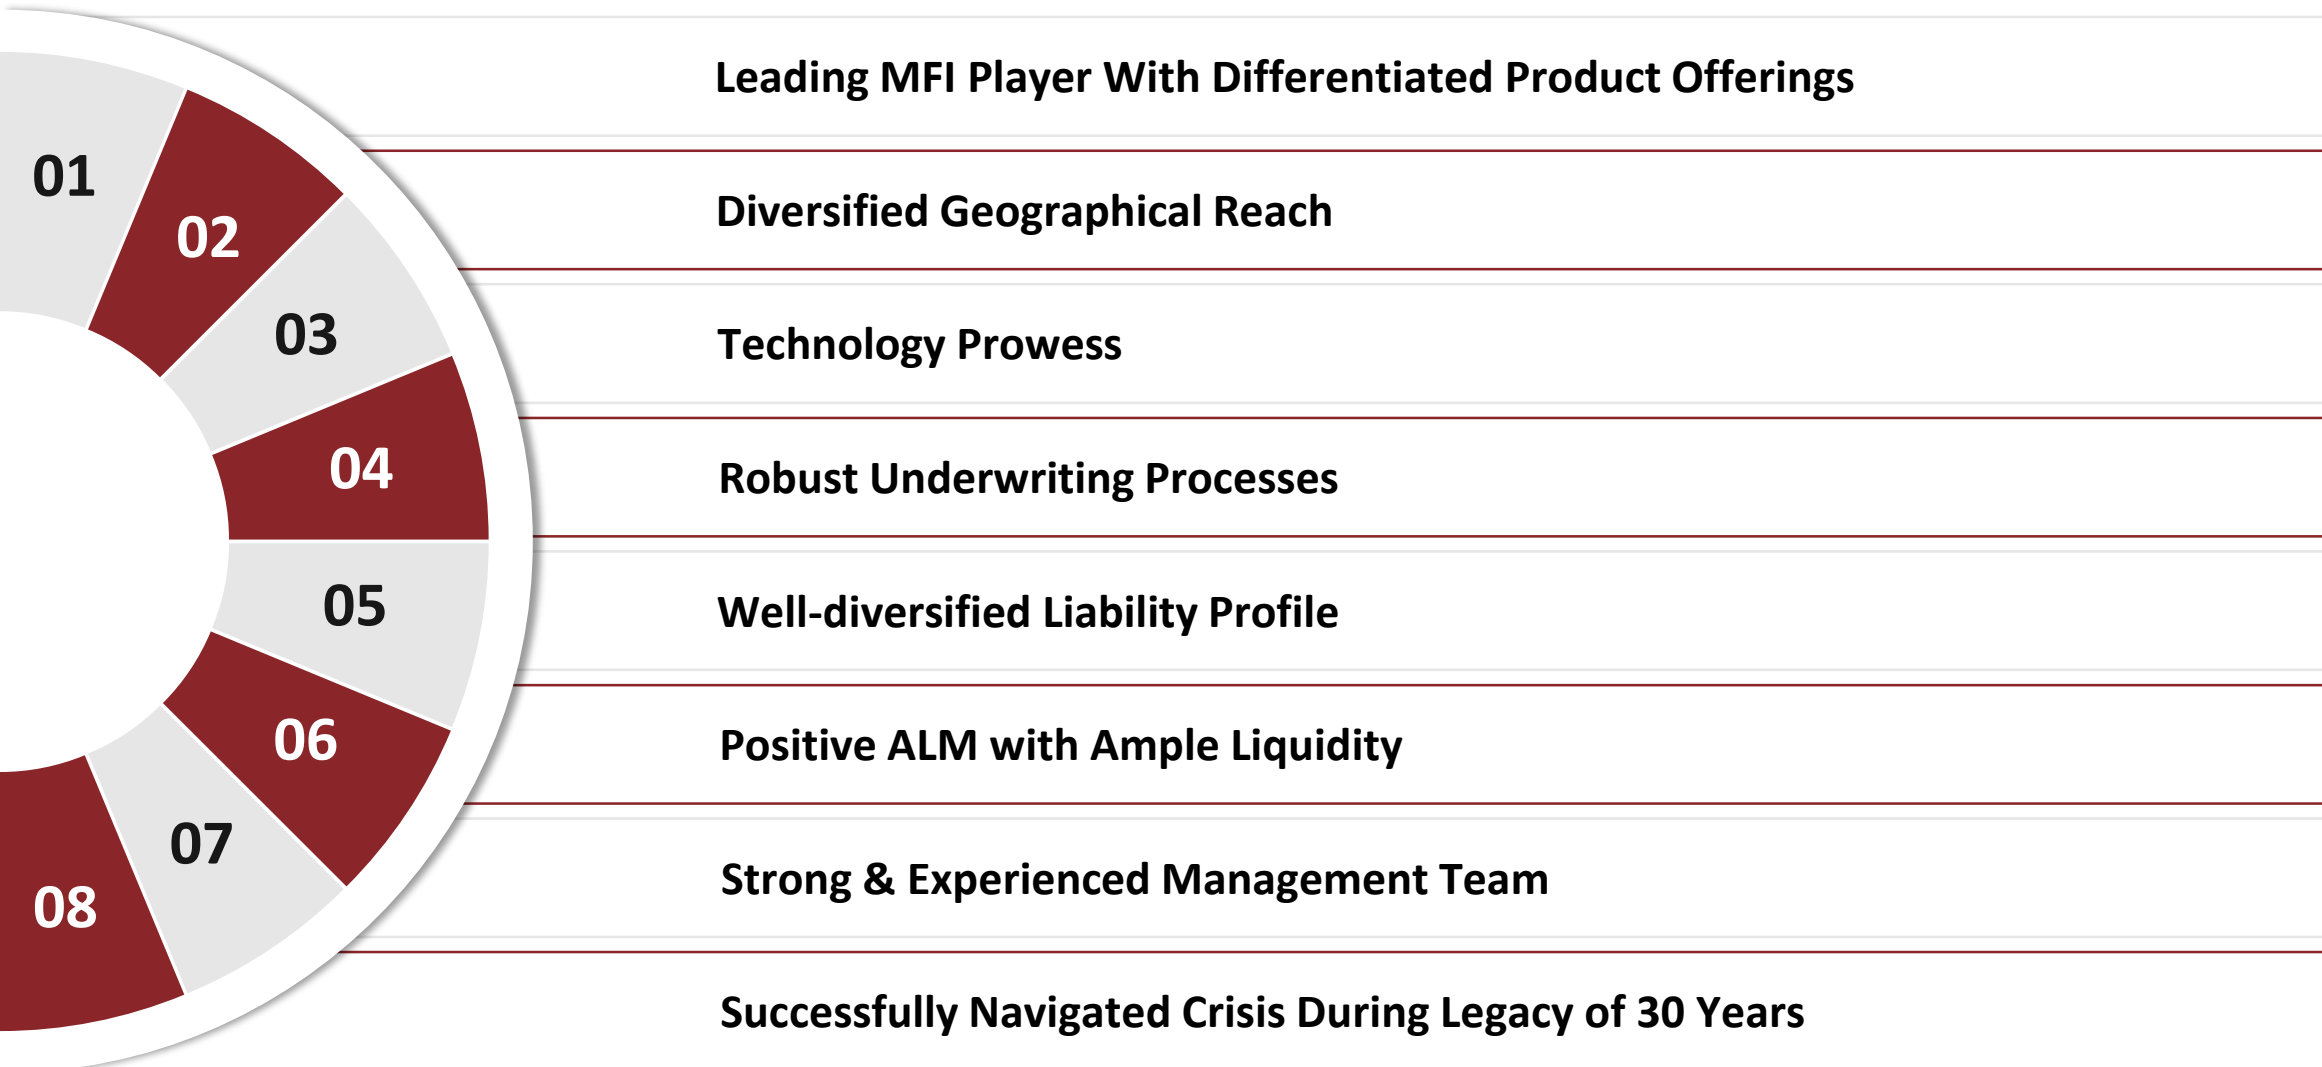 01
Leading MFI Player With Differentiated Product Offerings
02
Diversified Geographical Reach
03
Technology Prowess
04
Robust Underwriting Processes
05
Well-diversified Liability Profile
06
Positive ALM with Ample Liquidity
07
Strong & Experienced Management Team
08
Successfully Navigated Crisis During Legacy of 30 Years